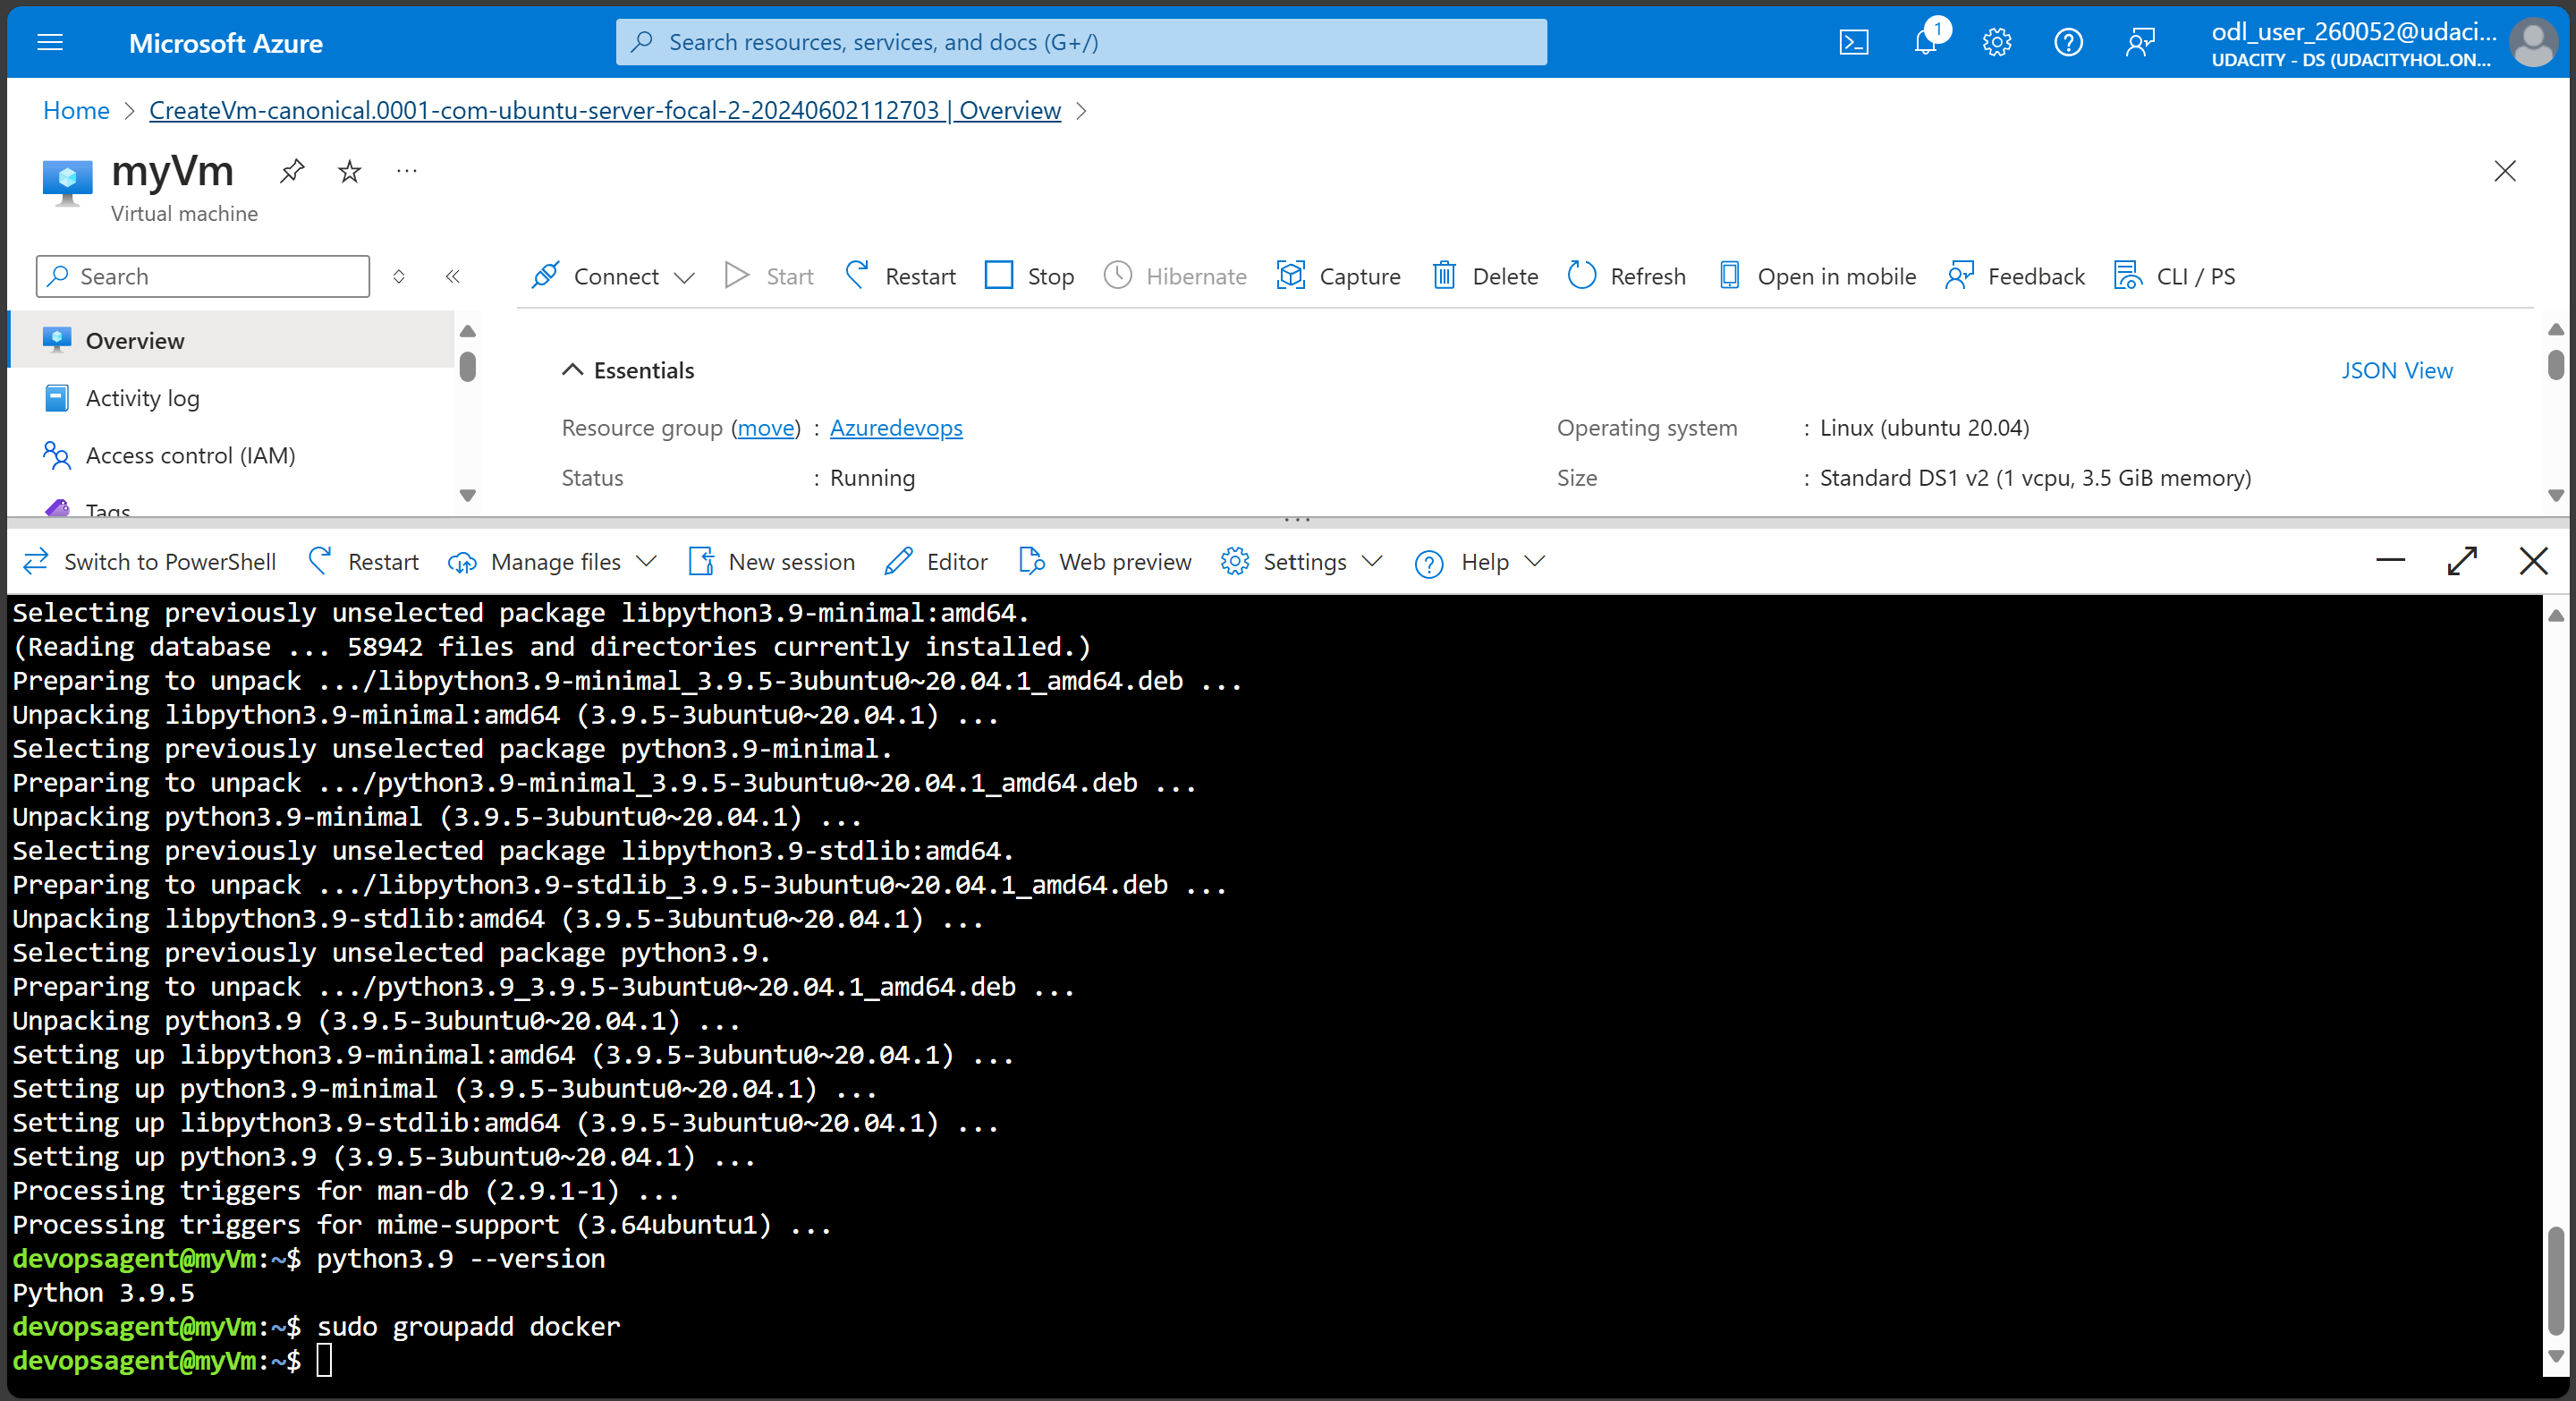 Microsoft Azure
Search resources, services, and docs (G+/)
1
odl_user_260052@udaci...
UDACITY - DS (UDACITYHOL.ON...
Home > CreateVm-canonical.0001-com-ubuntu-server-focal-2-20240602112703 | Overview >
myVm
Virtual machine
Search
Connect Start Restart Stop Hibernate Capture Delete Refresh Open in mobile Feedback CLI / PS
Overview
Activity log
Access control (IAM)
Tags
Essentials
JSON View
Resource group (move) : Azuredevops
Operating system : Linux (ubuntu 20.04)
Status : Running
Size : Standard DS1 v2 (1 vcpu, 3.5 GiB memory)
Switch to PowerShell Restart Manage files New session Editor Web preview Settings Help
Selecting previously unselected package libpython3.9-minimal:amd64.
(Reading database ... 58942 files and directories currently installed.)
Preparing to unpack .../libpython3.9-minimal_3.9.5-3ubuntu0~20.04.1_amd64.deb ...
Unpacking libpython3.9-minimal:amd64 (3.9.5-3ubuntu0~20.04.1) ...
Selecting previously unselected package python3.9-minimal.
Preparing to unpack .../python3.9-minimal_3.9.5-3ubuntu0~20.04.1_amd64.deb ...
Unpacking python3.9-minimal (3.9.5-3ubuntu0~20.04.1) ...
Selecting previously unselected package libpython3.9-stdlib:amd64.
Preparing to unpack .../libpython3.9-stdlib_3.9.5-3ubuntu0~20.04.1_amd64.deb ...
Unpacking libpython3.9-stdlib:amd64 (3.9.5-3ubuntu0~20.04.1) ...
Selecting previously unselected package python3.9.
Preparing to unpack .../python3.9_3.9.5-3ubuntu0~20.04.1_amd64.deb ...
Unpacking python3.9 (3.9.5-3ubuntu0~20.04.1) ...
Setting up libpython3.9-minimal:amd64 (3.9.5-3ubuntu0~20.04.1) ...
Setting up python3.9-minimal (3.9.5-3ubuntu0~20.04.1) ...
Setting up libpython3.9-stdlib:amd64 (3.9.5-3ubuntu0~20.04.1) ...
Setting up python3.9 (3.9.5-3ubuntu0~20.04.1) ...
Processing triggers for man-db (2.9.1-1) ...
Processing triggers for mime-support (3.64ubuntu1) ...
devopsagent@myVm:~$ python3.9 --version
Python 3.9.5
devopsagent@myVm:~$ sudo groupadd docker
devopsagent@myVm:~$